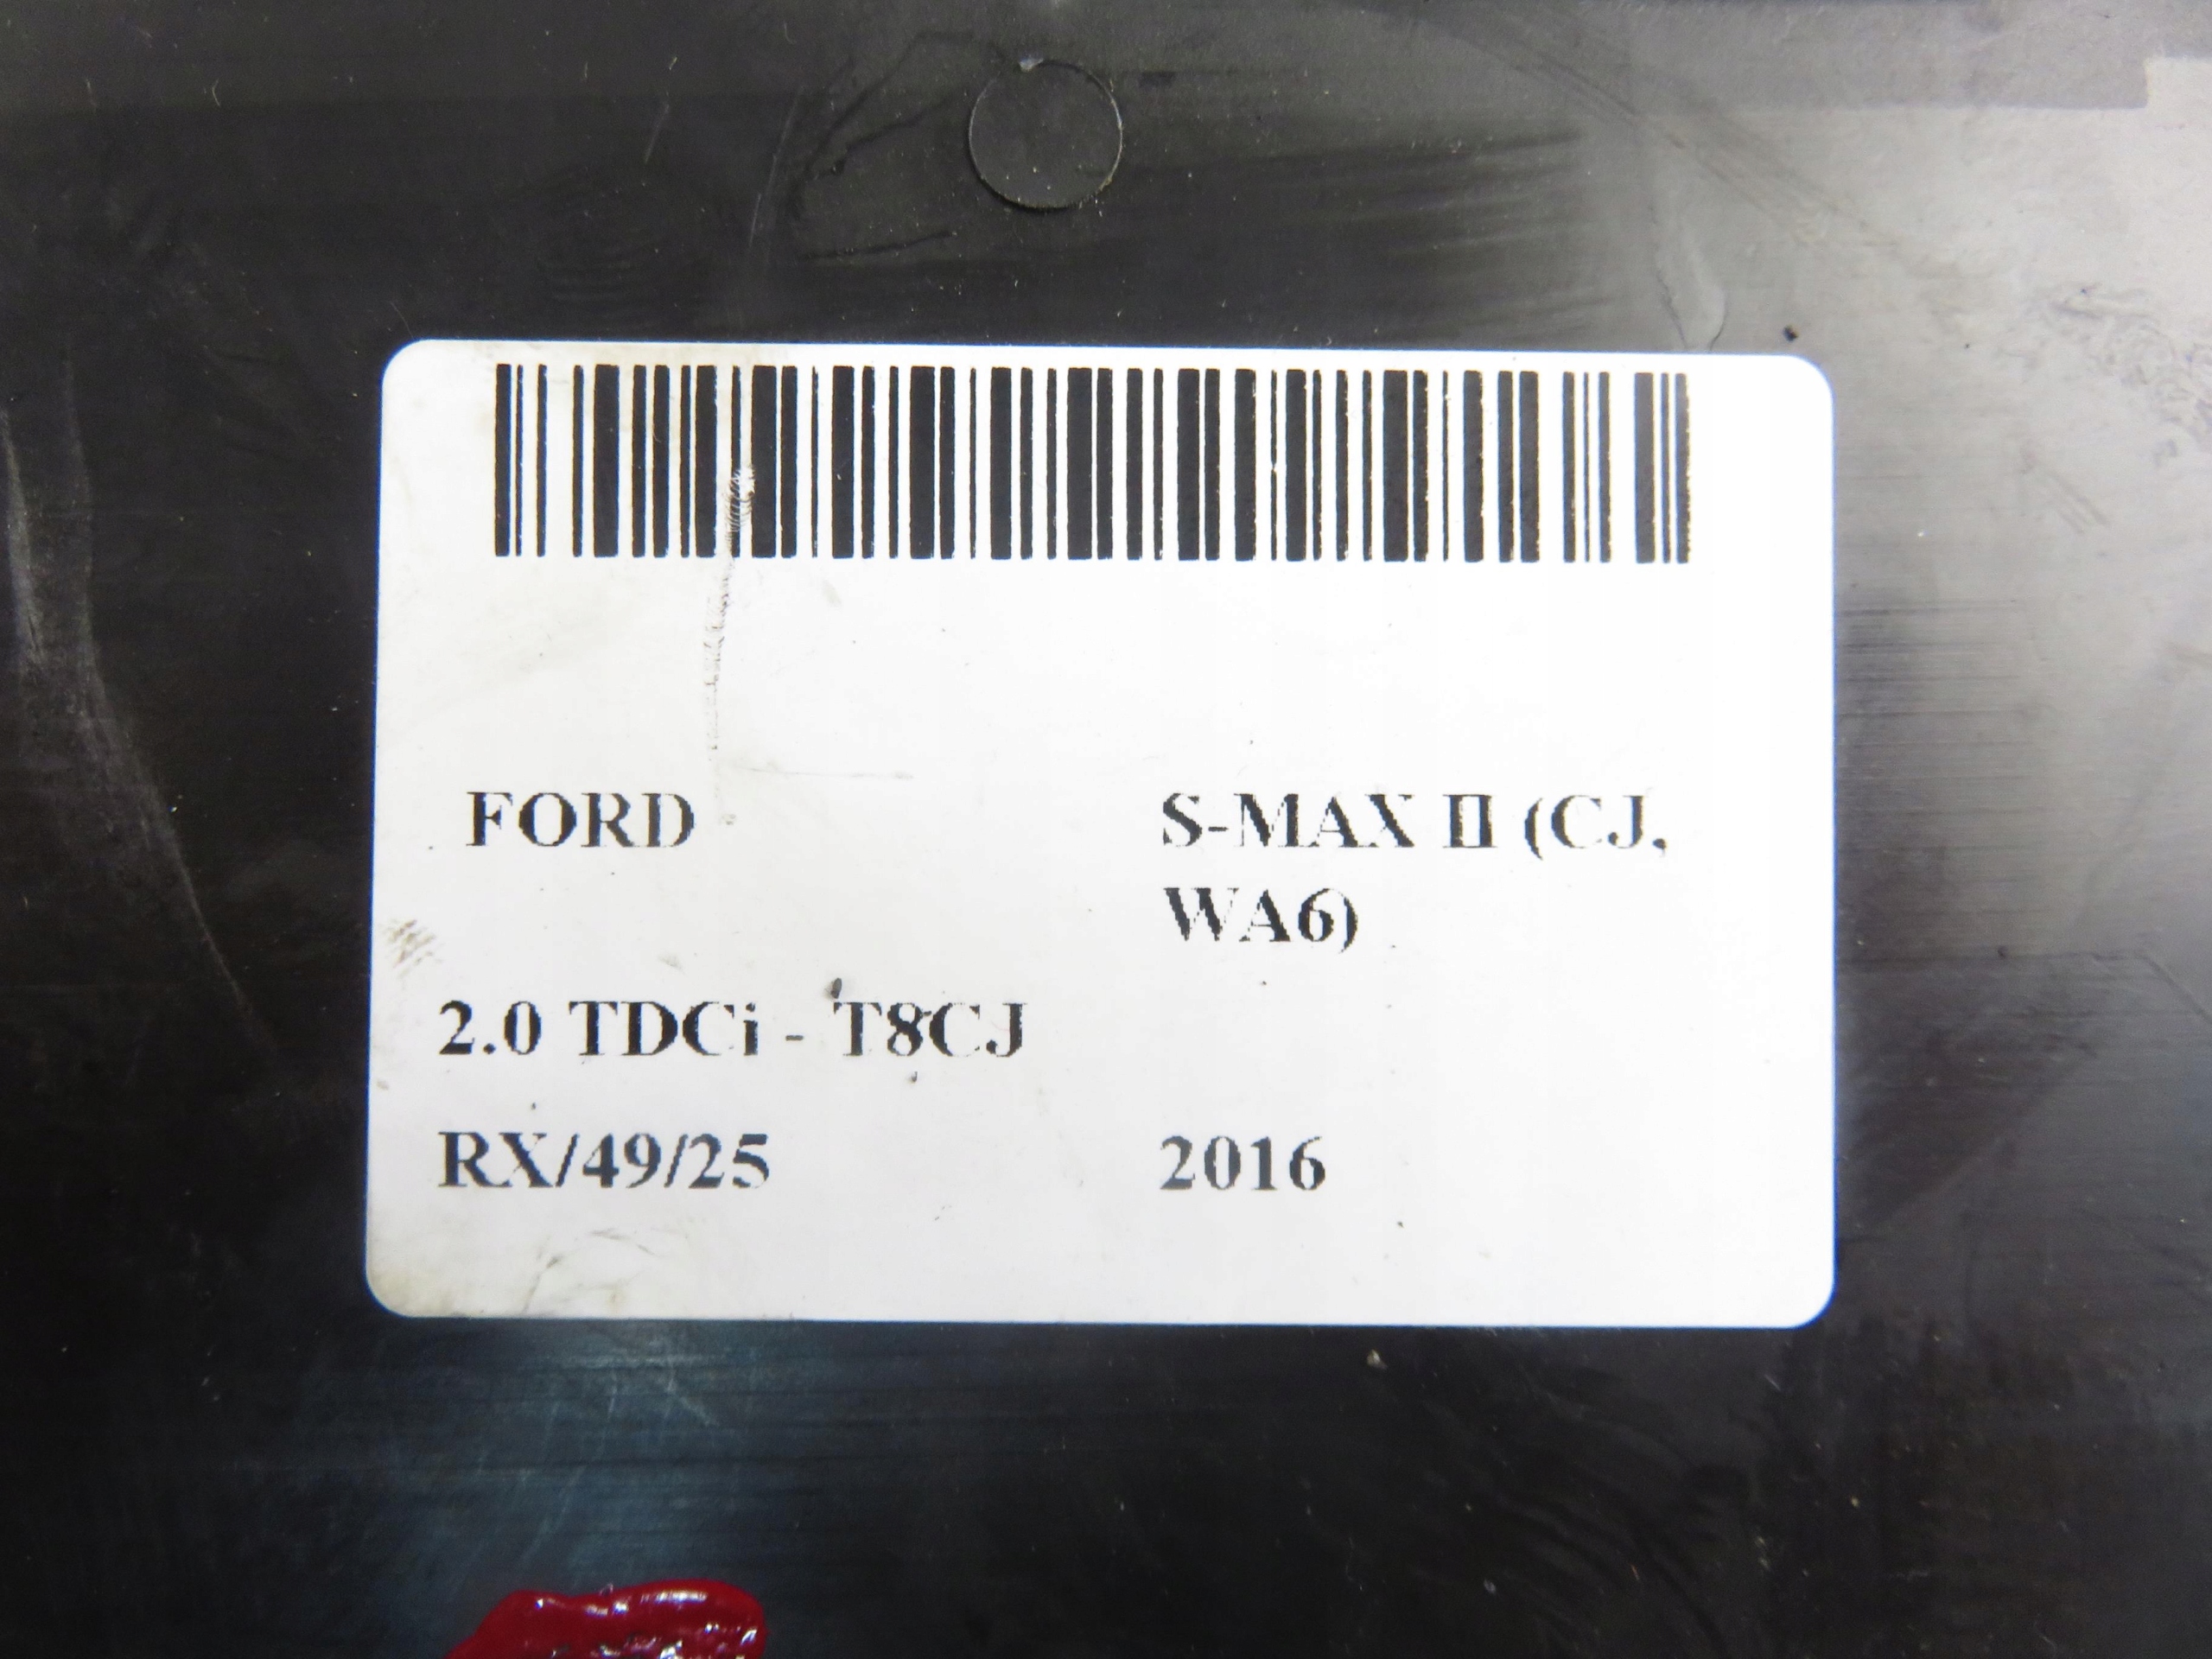 FORD S-MAX II (CJ,
WA6)
2.0 TDCi - T8CJ
RX/49/25 2016